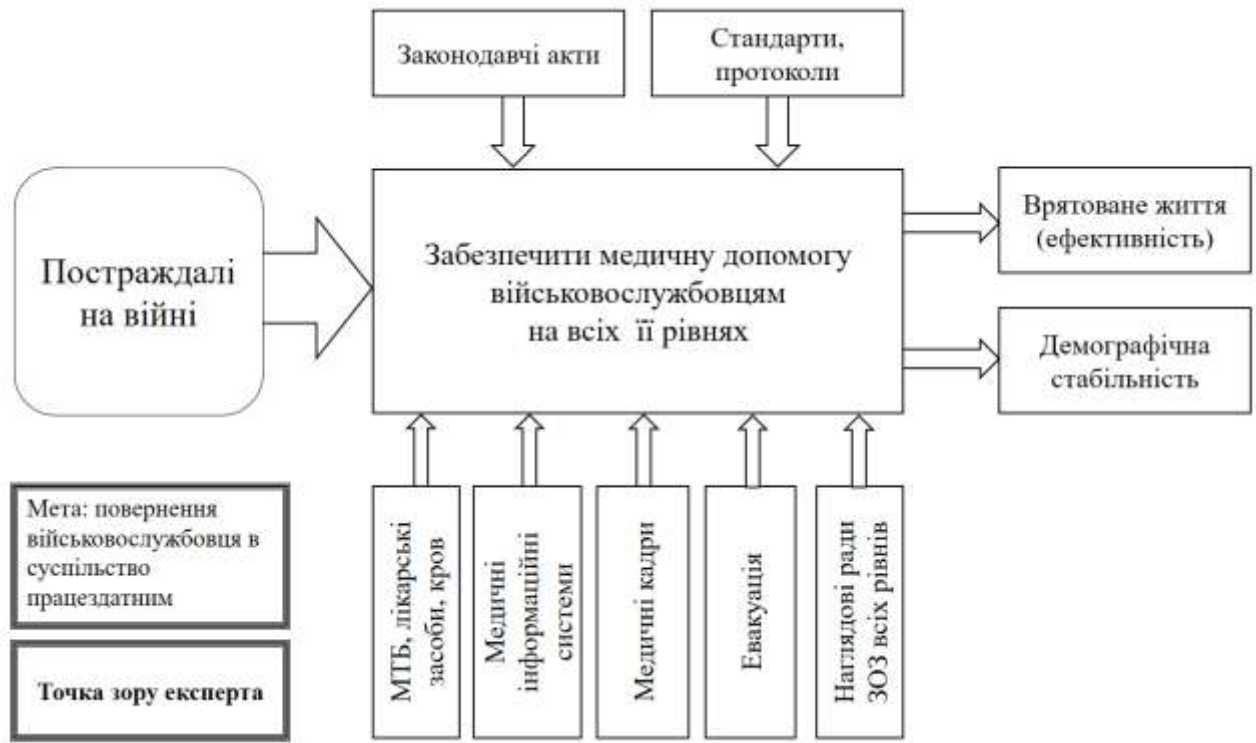 Законодавчі акти
Стандарти,
протоколи
Постраждалі
на війні
Забезпечити медичну допомогу
військовослужбовцям
на всіх її рівнях
Врятоване життя
(ефективність)
Демографічна
стабільність
Мета: повернення
військовослужбовця в
суспільство
працездатним
Точка зору експерта
МТБ, лікарські
засоби, кров
Медичні
інформаційні
системи
Медичні кадри
Евакуація
Наглядові ради
ЗОЗ всіх рівнів